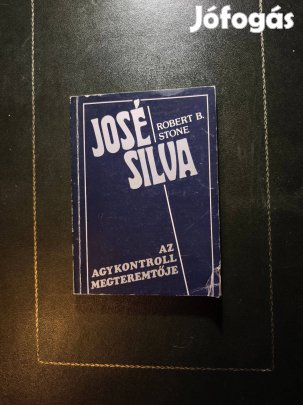 Jófogás
JOSÉ
ROBERT B.
STONE
SILVA
AZ
AGYKONTROLL
MEGTEREMTŐJE